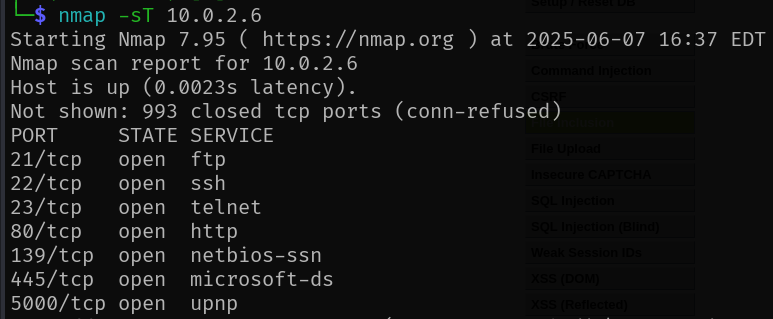 └─$ nmap -sT 10.0.2.6
Starting Nmap 7.95 ( https://nmap.org ) at 2025-06-07 16:37 EDT
Nmap scan report for 10.0.2.6
Host is up (0.0023s latency).
Not shown: 993 closed tcp ports (conn-refused)
PORT     STATE SERVICE
21/tcp   open  ftp
22/tcp   open  ssh
23/tcp   open  telnet
80/tcp   open  http
139/tcp  open  netbios-ssn
445/tcp  open  microsoft-ds
5000/tcp open  upnp
Setup / Reset DB
Command Injection
CSRF
File Upload
Insecure CAPTCHA
SQL Injection
SQL Injection (Blind)
Weak Session IDs
XSS (DOM)
XSS (Reflected)